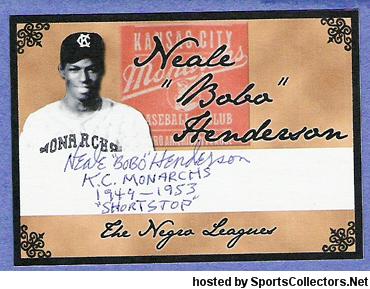 KC
MONARCHS
KANSAS CITY
Monarchs
BASEBALL CLUB
Neale
"Bobo"
Henderson
Neale "Bobo" Henderson
K.C. MONARCHS
1949-1953
"SHORTSTOP"
The Negro Leagues
hosted by SportsCollectors.Net